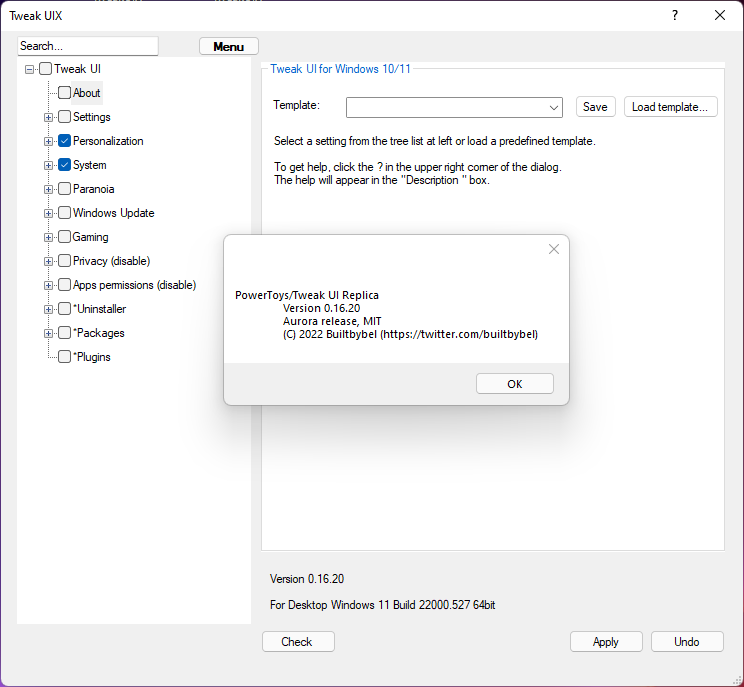 Tweak UIX
?
Search...
Menu
Tweak UI
About
Settings
Personalization
System
Paranoia
Windows Update
Gaming
Privacy (disable)
Apps permissions (disable)
*Uninstaller
*Packages
*Plugins
Tweak UI for Windows 10/11
Template:
Save
Load template...
Select a setting from the tree list at left or load a predefined template.
To get help, click the ? in the upper right corner of the dialog.
The help will appear in the "Description " box.
PowerToys/Tweak UI Replica
Version 0.16.20
Aurora release, MIT
(C) 2022 Builtbybel (https://twitter.com/builtbybel)
OK
Version 0.16.20
For Desktop Windows 11 Build 22000.527 64bit
Check
Apply
Undo